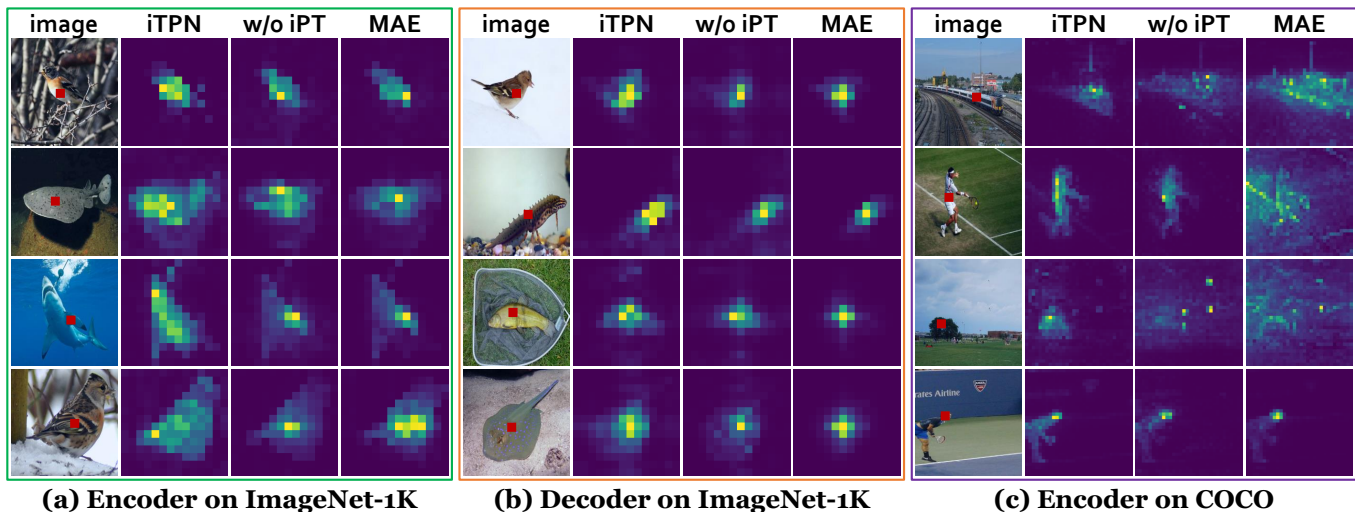 image iTPN w/o iPT MAE
image iTPN w/o iPT MAE
image iTPN w/o iPT MAE
rates Airline
(a) Encoder on ImageNet-1K
(b) Decoder on ImageNet-1K
(c) Encoder on COCO